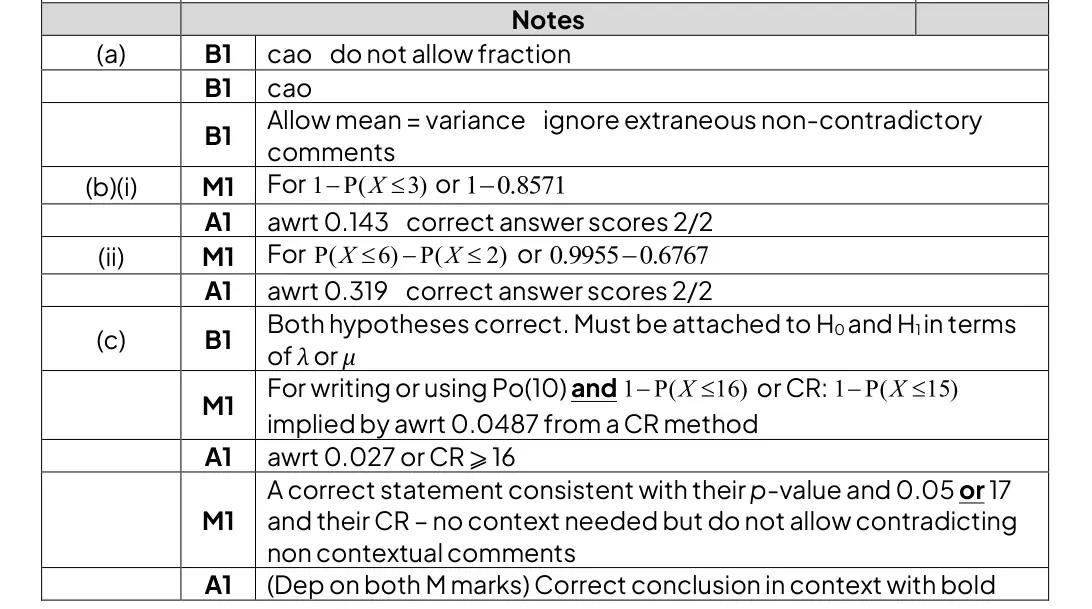 Notes
(a) B1 cao do not allow fraction
B1 cao
B1 Allow mean = variance ignore extraneous non-contradictory
comments
(b)(i) M1 For 1−P(X≤3) or 1−0.8571
A1 awrt 0.143 correct answer scores 2/2
(ii) M1 For P(X≤6)−P(X≤2) or 0.9955−0.6767
A1 awrt 0.319 correct answer scores 2/2
(c) B1 Both hypotheses correct. Must be attached to H₀ and H₁ in terms
of λ or μ
M1 For writing or using Po(10) and 1−P(X≤16) or CR: 1−P(X≤15)
implied by awrt 0.0487 from a CR method
A1 awrt 0.027 or CR ⩾ 16
M1 A correct statement consistent with their p-value and 0.05 or 17
and their CR – no context needed but do not allow contradicting
non contextual comments
A1 (Dep on both M marks) Correct conclusion in context with bold